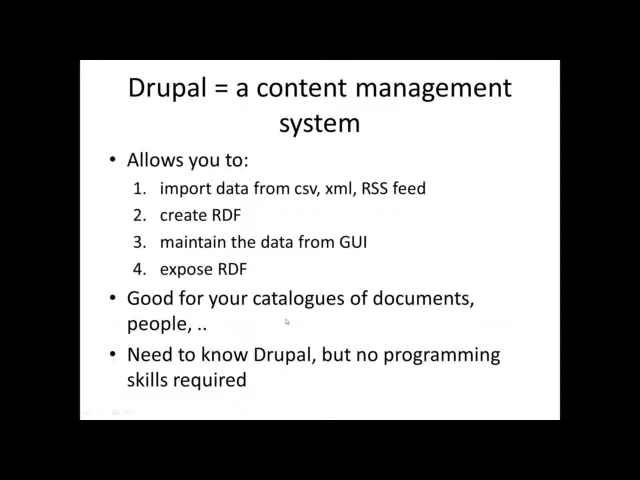 Drupal = a content management
system
• Allows you to:
1. import data from csv, xml, RSS feed
2. create RDF
3. maintain the data from GUI
4. expose RDF
• Good for your catalogues of documents,
people, ..
• Need to know Drupal, but no programming
skills required